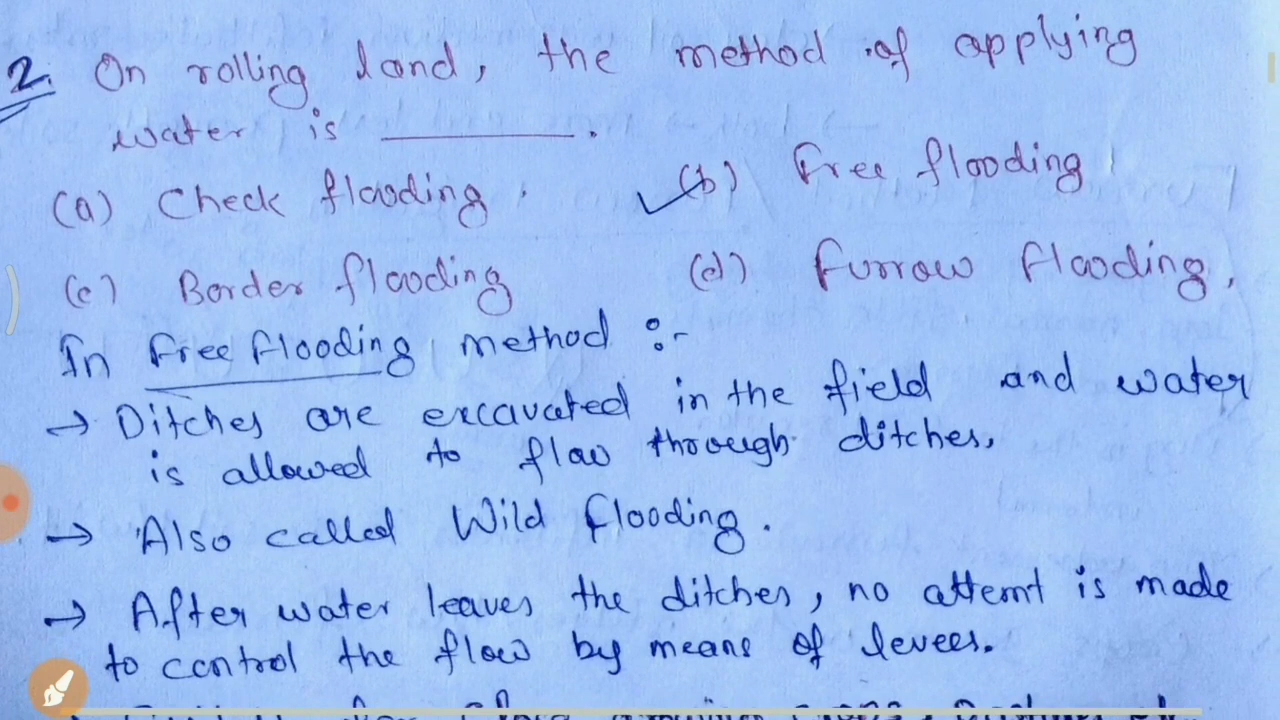 2. On rolling land, the method of applying
water is ________.
(a) Check flooding. (b) Free flooding
(c) Border flooding (d) Furrow flooding.
In Free flooding method :-
→ Ditches are excavated in the field and water
is allowed to flow through ditches.
→ Also called Wild flooding.
→ After water leaves the ditches, no attemt is made
to control the flow by means of levees.